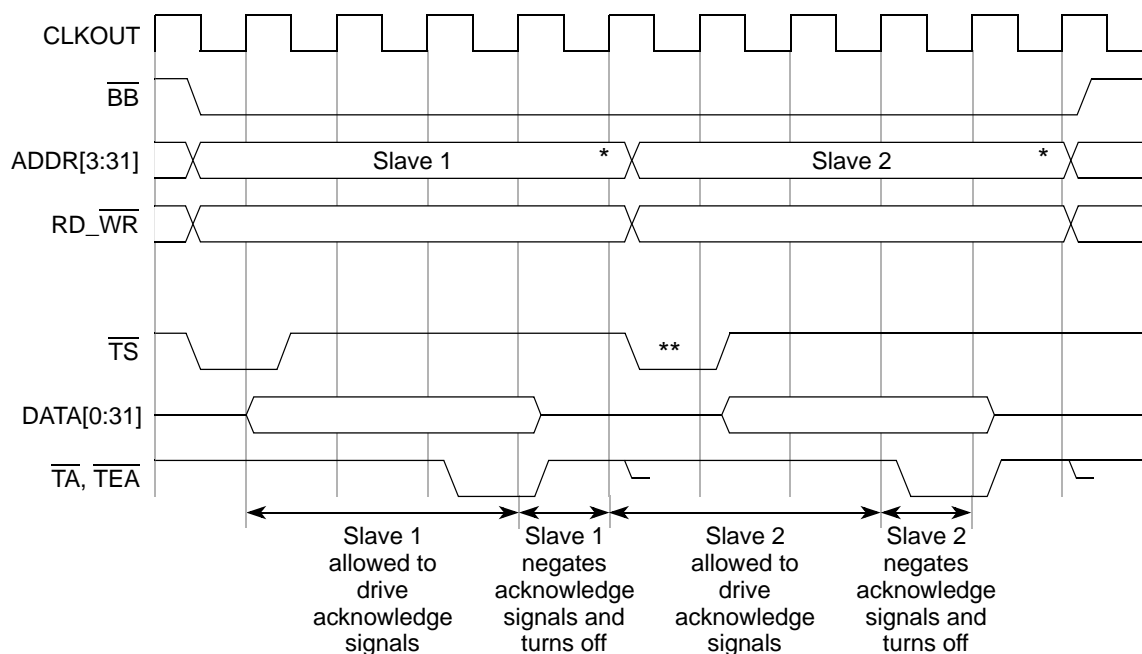 CLKOUT
BB
ADDR[3:31]
Slave 1
*
Slave 2
*
RD_WR
TS
**
DATA[0:31]
TA, TEA
Slave 1
allowed to
drive
acknowledge
signals
Slave 1
negates
acknowledge
signals and
turns off
Slave 2
allowed to
drive
acknowledge
signals
Slave 2
negates
acknowledge
signals and
turns off